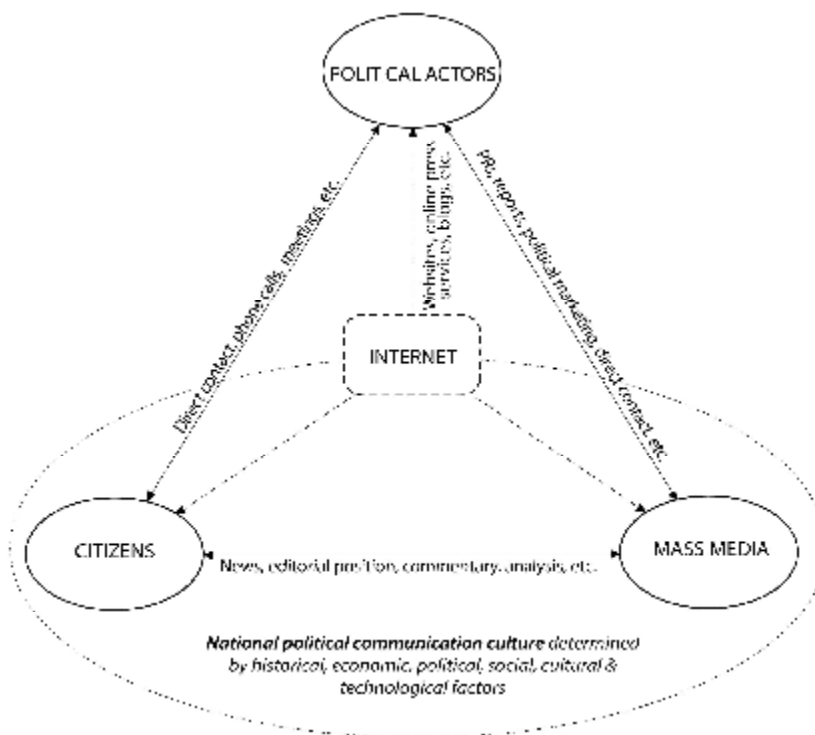 FOLIT CAL ACTORS
Direct contact, phone calls, meetings, etc.
Websites, online press
services, blogs, etc.
PRs, reports, political marketing, direct contact, etc.
INTERNET
CITIZENS
MASS MEDIA
News, editorial position, commentary, analysis, etc.
National political communication culture determined
by historical, economic, political, social, cultural &
technological factors